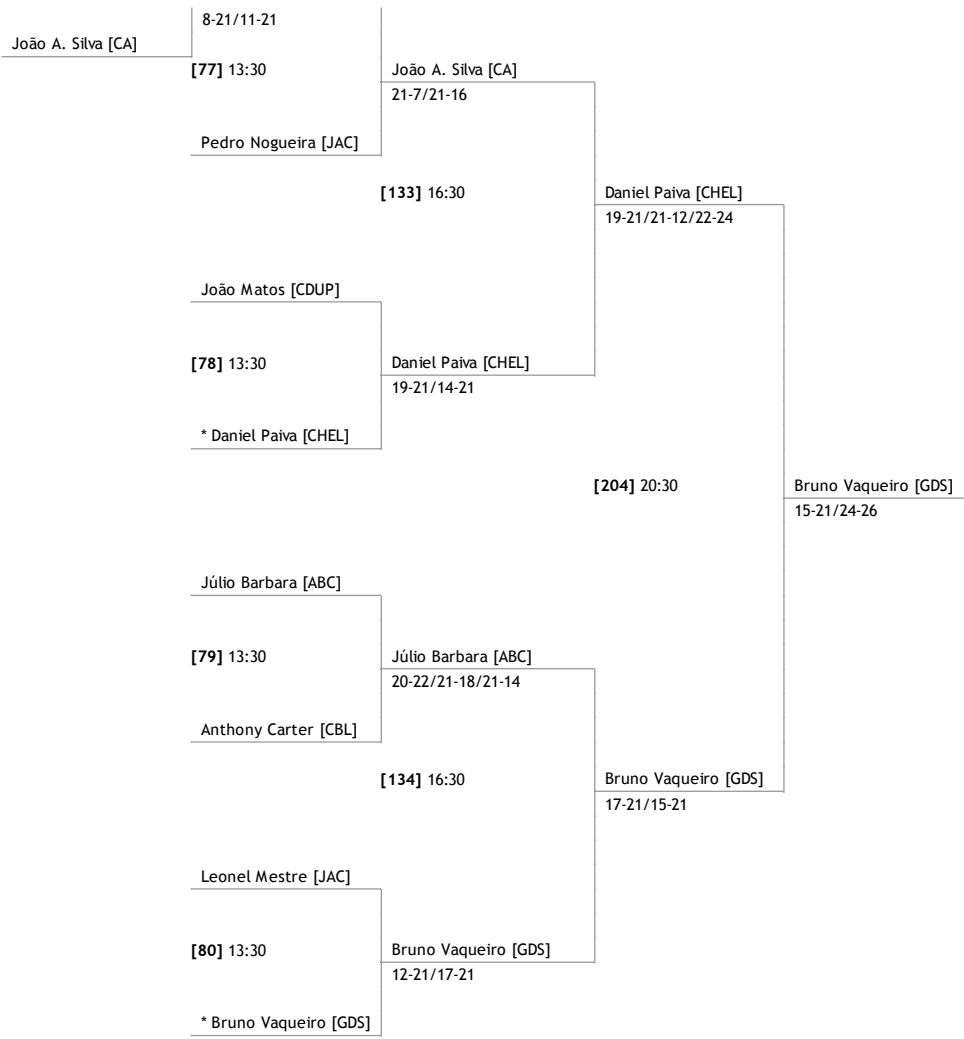 8-21/11-21
João A. Silva [CA]
[77] 13:30
João A. Silva [CA]
21-7/21-16
Pedro Nogueira [JAC]
[133] 16:30
Daniel Paiva [CHEL]
19-21/21-12/22-24
João Matos [CDUP]
[78] 13:30
Daniel Paiva [CHEL]
19-21/14-21
* Daniel Paiva [CHEL]
[204] 20:30
Bruno Vaqueiro [GDS]
15-21/24-26
Júlio Barbara [ABC]
[79] 13:30
Júlio Barbara [ABC]
20-22/21-18/21-14
Anthony Carter [CBL]
[134] 16:30
Bruno Vaqueiro [GDS]
17-21/15-21
Leonel Mestre [JAC]
[80] 13:30
Bruno Vaqueiro [GDS]
12-21/17-21
* Bruno Vaqueiro [GDS]